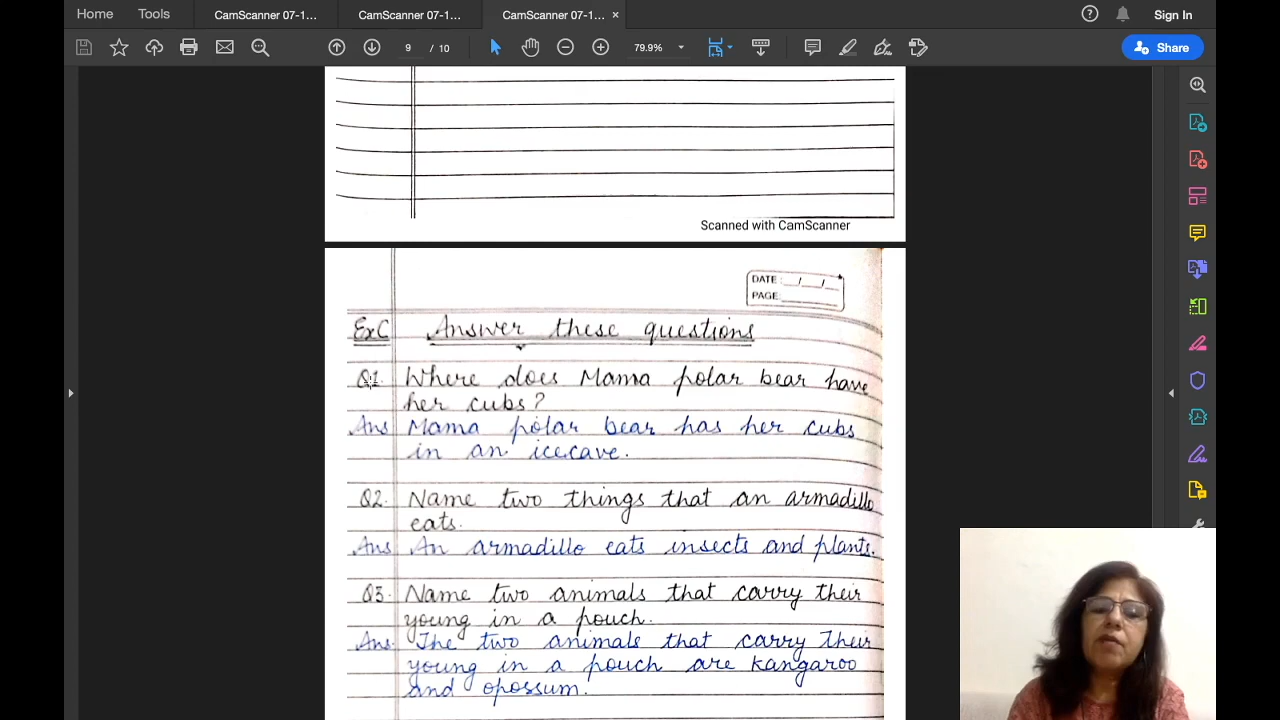 Home
Tools
CamScanner 07-1...
CamScanner 07-1...
CamScanner 07-1...
Sign In
9 / 10
79.9%
Share
Scanned with CamScanner
DATE: __/__/__
PAGE:
Ex C Answer these questions
Q1. Where does Mama polar bear have
her cubs?
Ans Mama polar bear has her cubs
in an icecave.
Q2. Name two things that an armadillo
eats.
Ans An armadillo eats insects and plants.
Q3. Name two animals that carry their
young in a pouch.
Ans. The two animals that carry their
young in a pouch are kangaroo
and opossum.